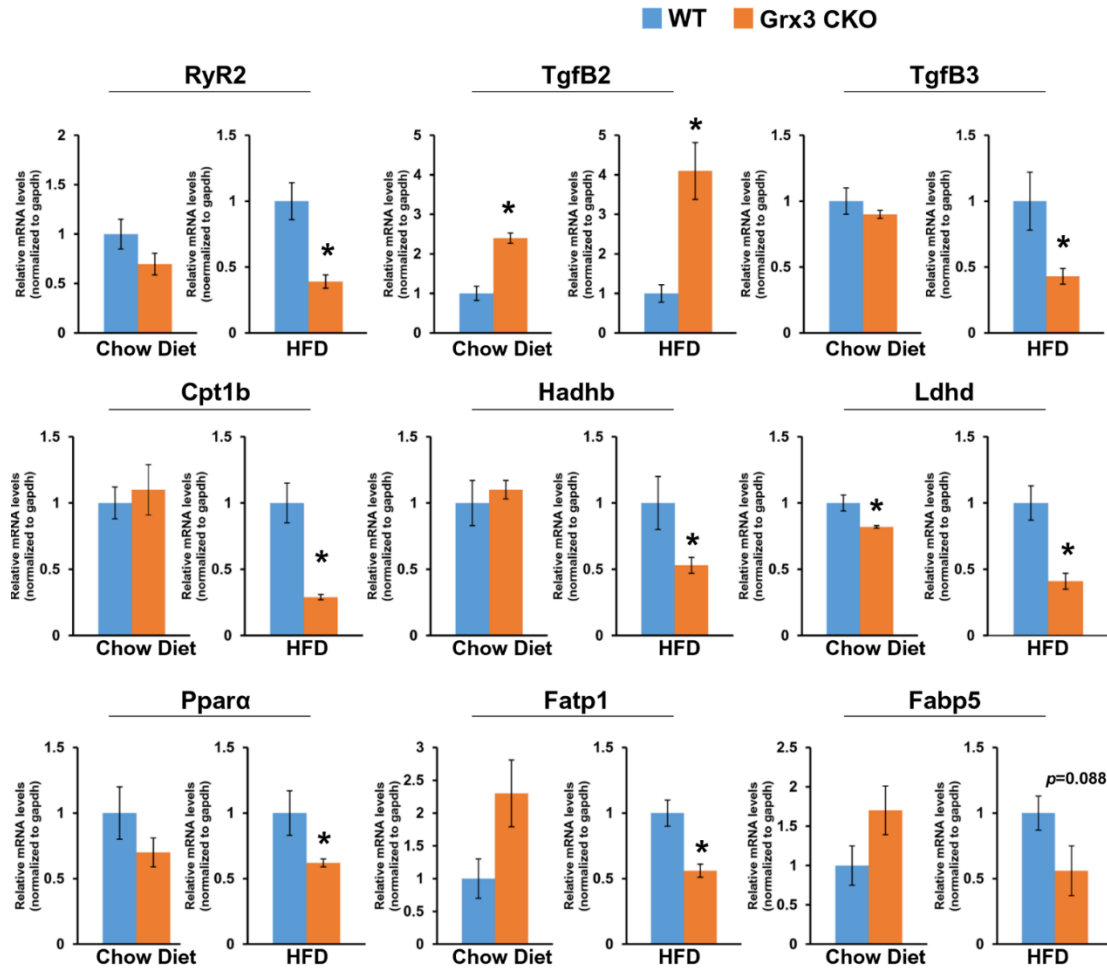 WT Grx3 CKO
RyR2
Relative mRNA levels
(normalized to gapdh)
2
1.5
1
0.5
0
Chow Diet
Relative mRNA levels
(noermalized to gapdh)
1.5
1
0.5
0
*
HFD
TgfB2
Relative mRNA levels
(normalized to gapdh)
5
4
3
2
1
0
*
Chow Diet
Relative mRNA levels
(normalized to gapdh)
5
4
3
2
1
0
*
HFD
TgfB3
Relative mRNA levels
(normalized to gapdh)
1.5
1
0.5
0
Chow Diet
Relative mRNA levels
(normalized to gapdh)
1.5
1
0.5
0
*
HFD
Cpt1b
Relative mRNA levels
(normalized to gapdh)
1.5
1
0.5
0
Chow Diet
Relative mRNA levels
(normalized to gapdh)
1.5
1
0.5
0
*
HFD
Hadhb
Relative mRNA levels
(normalized to gapdh)
1.5
1
0.5
0
Chow Diet
Relative mRNA levels
(normalized to gapdh)
1.5
1
0.5
0
*
HFD
Ldhd
Relative mRNA levels
(normalized to gapdh)
1.5
1
0.5
0
*
Chow Diet
Relative mRNA levels
(normalized to gapdh)
1.5
1
0.5
0
*
HFD
Pparα
Relative mRNA levels
(normalized to gapdh)
1.5
1
0.5
0
Chow Diet
Relative mRNA levels
(normalized to gapdh)
1.5
1
0.5
0
*
HFD
Fatp1
Relative mRNA levels
(normalized to gapdh)
3
2.5
2
1.5
1
0.5
0
Chow Diet
Relative mRNA levels
(normalized to gapdh)
1.5
1
0.5
0
*
HFD
Fabp5
Relative mRNA levels
(normalized to gapdh)
2.5
2
1.5
1
0.5
0
Chow Diet
Relative mRNA levels
(normalized to gapdh)
1.5
1
0.5
0
p=0.088
HFD